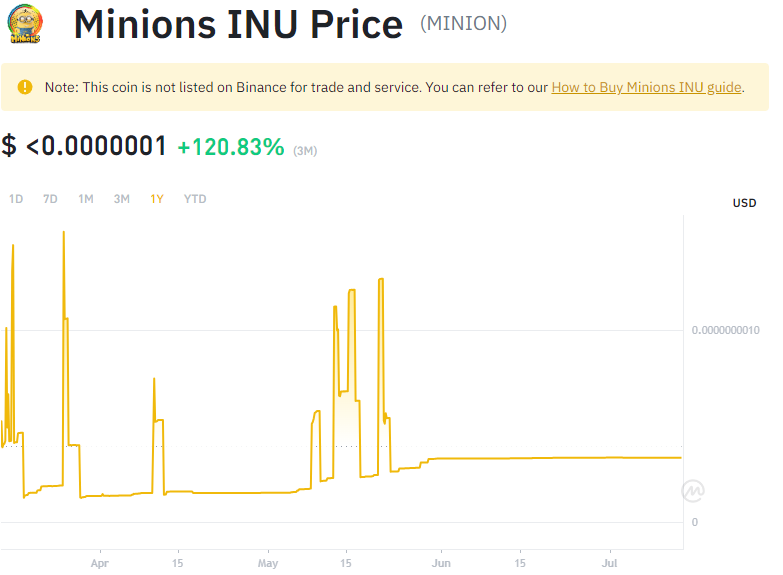 Minions INU Price (MINION)
MINIONS
Note: This coin is not listed on Binance for trade and service. You can refer to our How to Buy Minions INU guide.
$ <0.0000001 +120.83% (3M)
1D 7D 1M 3M 1Y YTD
USD
0.0000000010
0
Apr 15 May 15 Jun 15 Jul